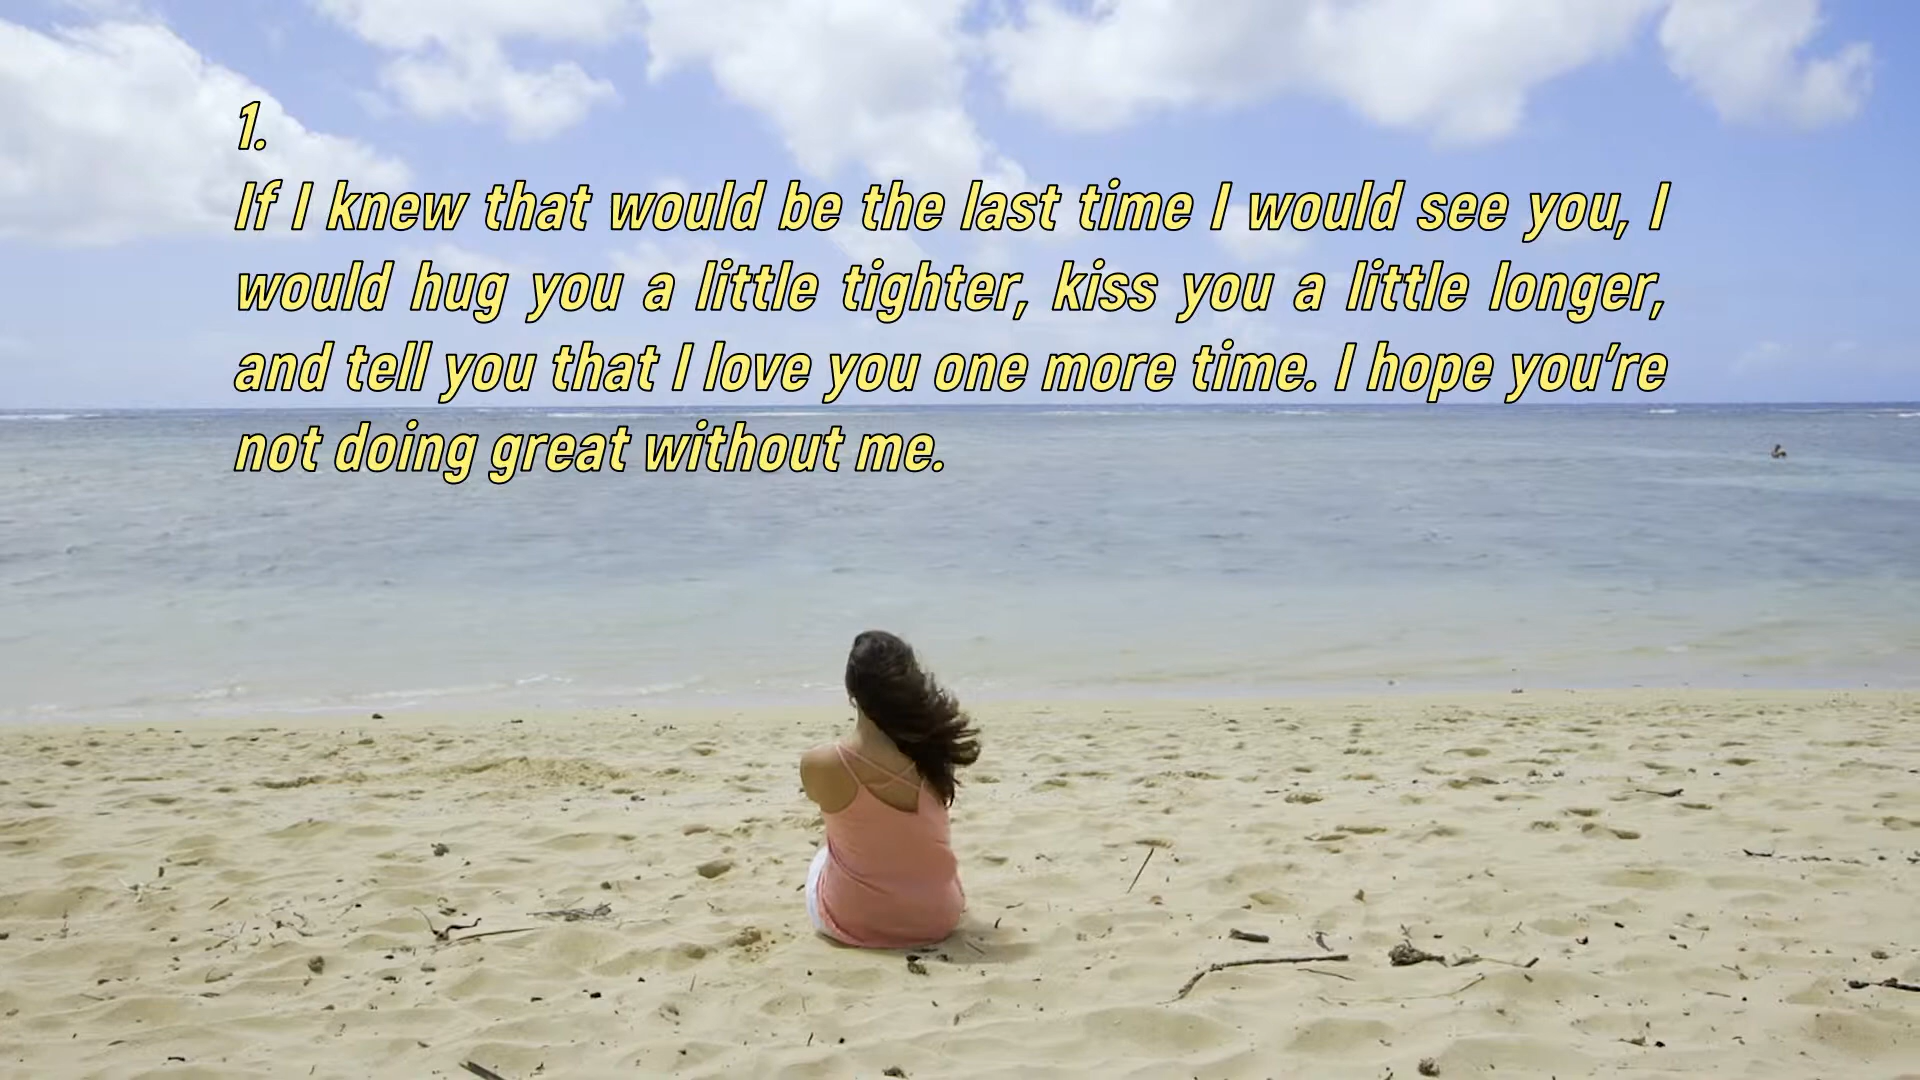 1.
If I knew that would be the last time I would see you, I
would hug you a little tighter, kiss you a little longer,
and tell you that I love you one more time. I hope you’re
not doing great without me.